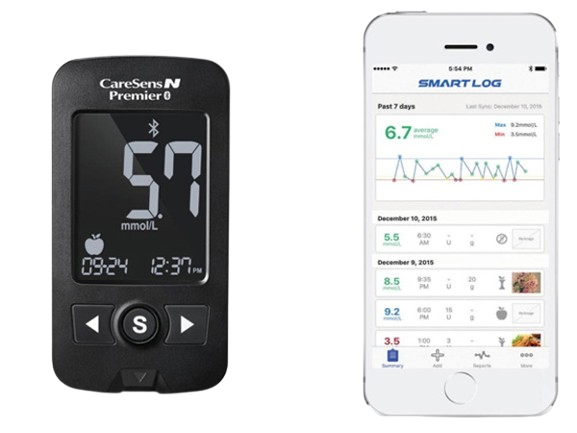 CareSens N
Premier
5.7
mmol/L
09-24 12:37 PM
S
5:54 PM
SMARTLOG
Past 7 days
Last Sync: December 10, 2016
6.7 average
mmol/L
Max 9.2mmol/L
Min 3.5mmol/L
December 10, 2015
5.5
mmol/L
6:30
AM
-
U
-
g
December 9, 2015
8.5
mmol/L
9:35
PM
-
U
20
g
9.2
mmol/L
6:00
PM
15
U
-
g
3.5
1:00
-
3
Summary
Add
Reports
More